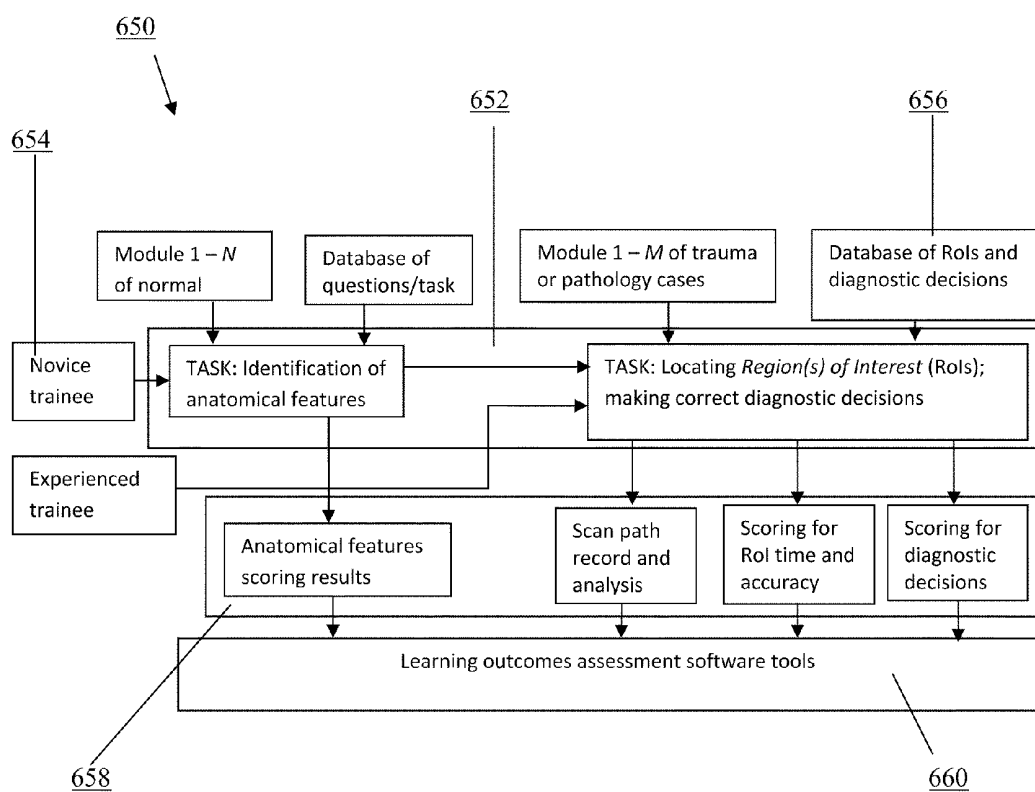 650
652
656
654
Module 1 – N
of normal
Database of
questions/task
Module 1 – M of trauma
or pathology cases
Database of RoIs and
diagnostic decisions
Novice
trainee
TASK: Identification of
anatomical features
TASK: Locating Region(s) of Interest (RoIs);
making correct diagnostic decisions
Experienced
trainee
Anatomical features
scoring results
Scan path
record and
analysis
Scoring for
RoI time and
accuracy
Scoring for
diagnostic
decisions
Learning outcomes assessment software tools
658
660